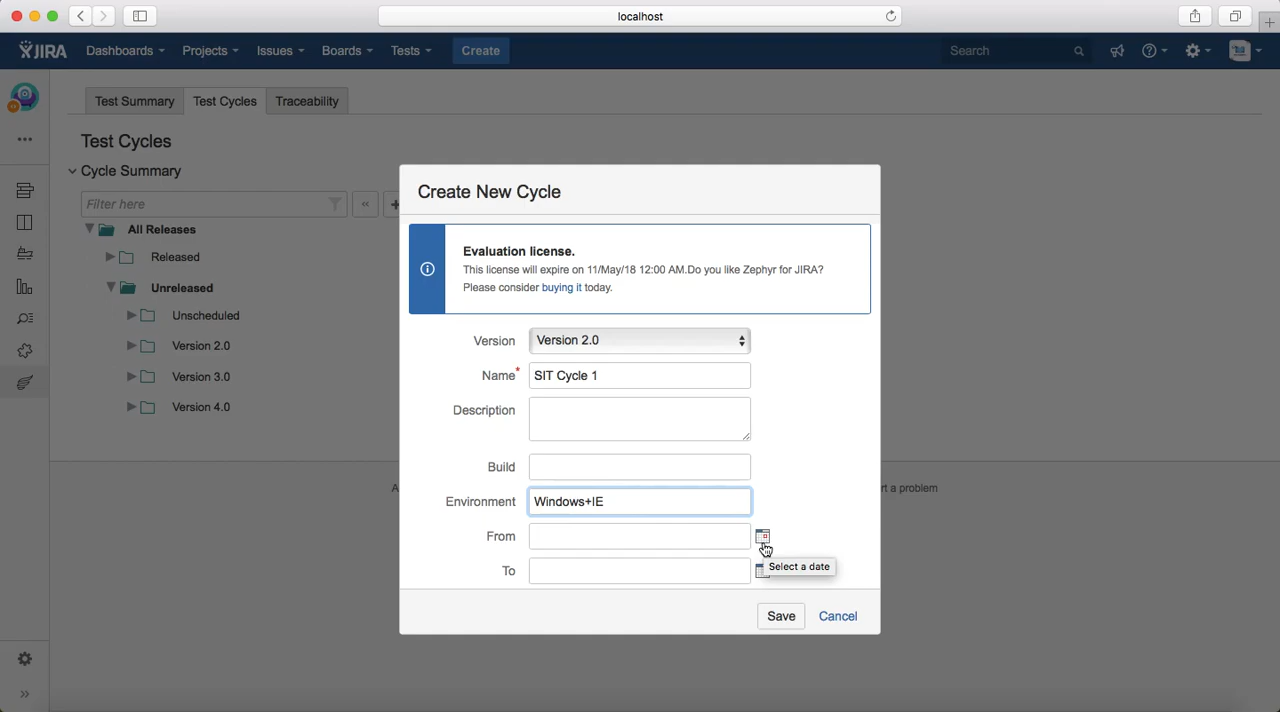 localhost
JIRA Dashboards Projects Issues Boards Tests Create Search
Test Summary Test Cycles Traceability
Test Cycles
Cycle Summary
Filter here
All Releases
Released
Unreleased
Unscheduled
Version 2.0
Version 3.0
Version 4.0
Create New Cycle
Evaluation license.
This license will expire on 11/May/18 12:00 AM.Do you like Zephyr for JIRA?
Please consider buying it today.
Version Version 2.0
Name* SIT Cycle 1
Description
Build
Environment Windows+IE
From
Select a date
To
Save Cancel
A
rt a problem